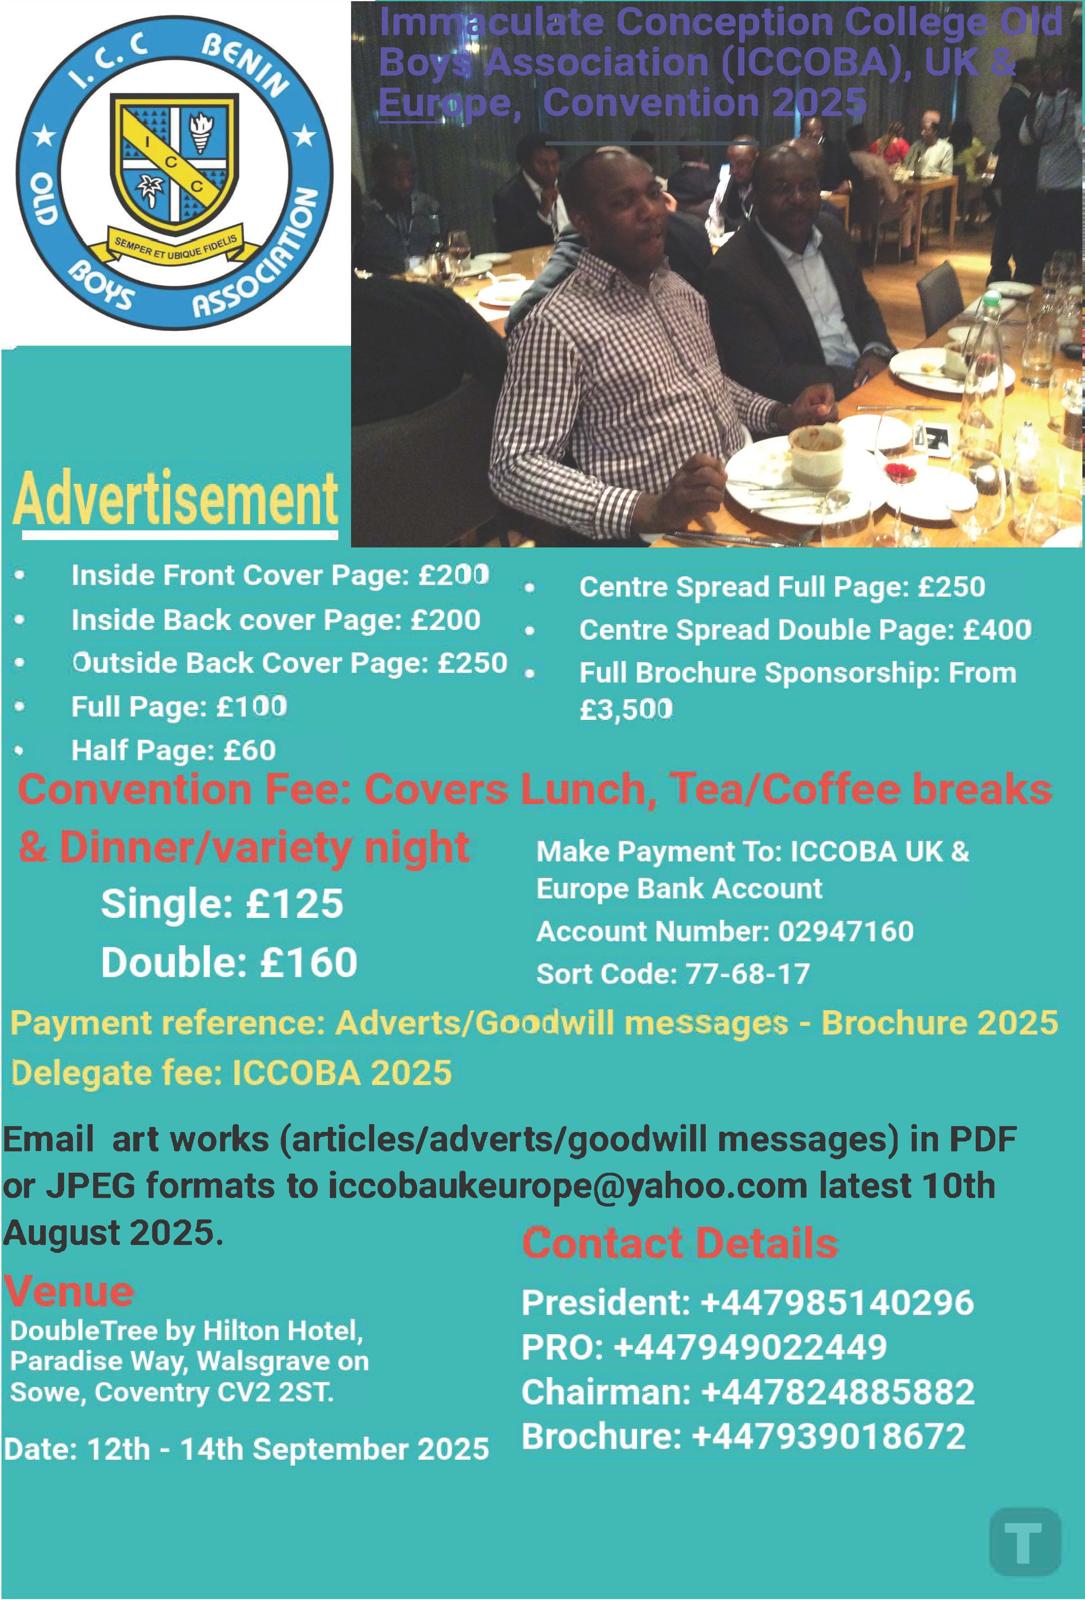 I. C. C BENIN
OLD BOYS ASSOCIATION
I C C
SEMPER ET UBIQUE FIDELIS
Immaculate Conception College Old
Boys Association (ICCOBA), UK &
Europe, Convention 2025
Advertisement
• Inside Front Cover Page: £200
• Inside Back cover Page: £200
• Outside Back Cover Page: £250
• Full Page: £100
• Half Page: £60
• Centre Spread Full Page: £250
• Centre Spread Double Page: £400
• Full Brochure Sponsorship: From
£3,500
Convention Fee: Covers Lunch, Tea/Coffee breaks
& Dinner/variety night
Single: £125
Double: £160
Make Payment To: ICCOBA UK &
Europe Bank Account
Account Number: 02947160
Sort Code: 77-68-17
Payment reference: Adverts/Goodwill messages - Brochure 2025
Delegate fee: ICCOBA 2025
Email art works (articles/adverts/goodwill messages) in PDF
or JPEG formats to iccobaukeurope@yahoo.com latest 10th
August 2025.
Venue
DoubleTree by Hilton Hotel,
Paradise Way, Walsgrave on
Sowe, Coventry CV2 2ST.
Date: 12th - 14th September 2025
Contact Details
President: +447985140296
PRO: +447949022449
Chairman: +447824885882
Brochure: +447939018672
T